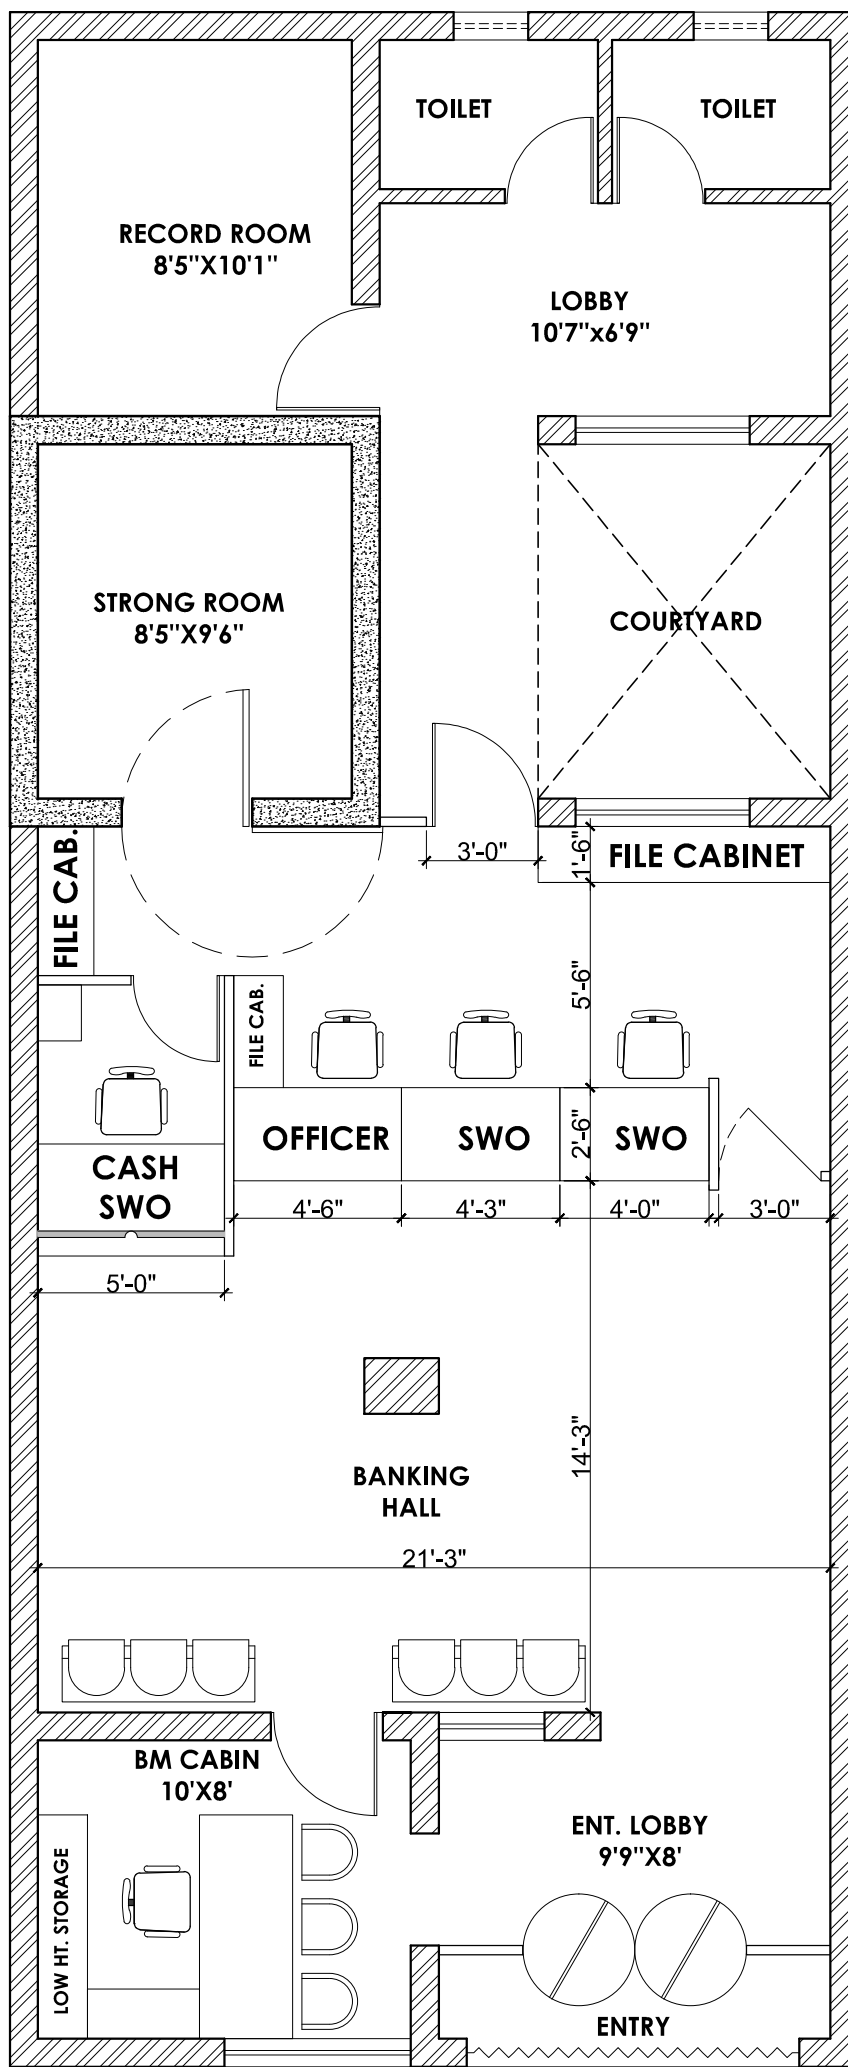 TOILET
TOILET
RECORD ROOM
8'5"X10'1"
LOBBY
10'7"x6'9"
STRONG ROOM
8'5"X9'6"
COURTYARD
FILE CAB.
3'-0"
1'-6"
FILE CABINET
5'-6"
FILE CAB.
OFFICER
SWO
2'-6"
SWO
CASH
SWO
4'-6"
4'-3"
4'-0"
3'-0"
5'-0"
14'-3"
BANKING
HALL
21'-3"
BM CABIN
10'X8'
ENT. LOBBY
9'9"X8'
LOW HT. STORAGE
ENTRY